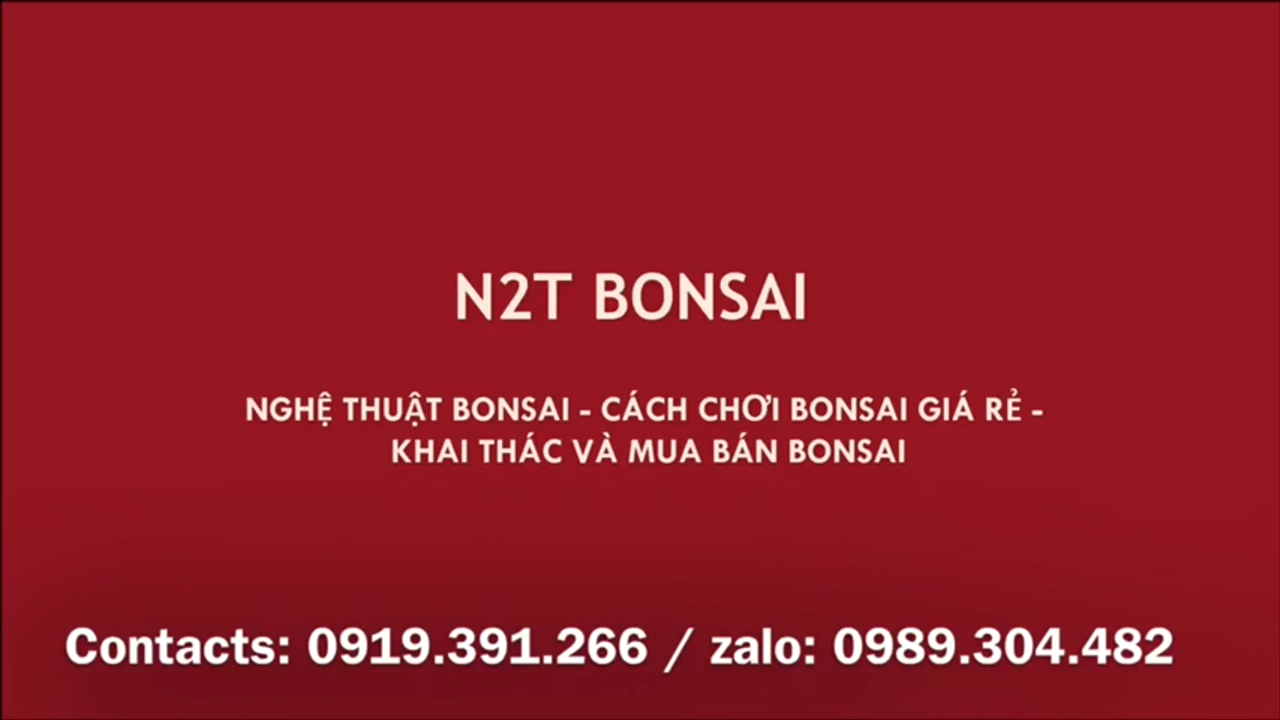 N2T BONSAI
NGHỆ THUẬT BONSAI - CÁCH CHƠI BONSAI GIÁ RẺ -
KHAI THÁC VÀ MUA BÁN BONSAI
Contacts: 0919.391.266 / zalo: 0989.304.482